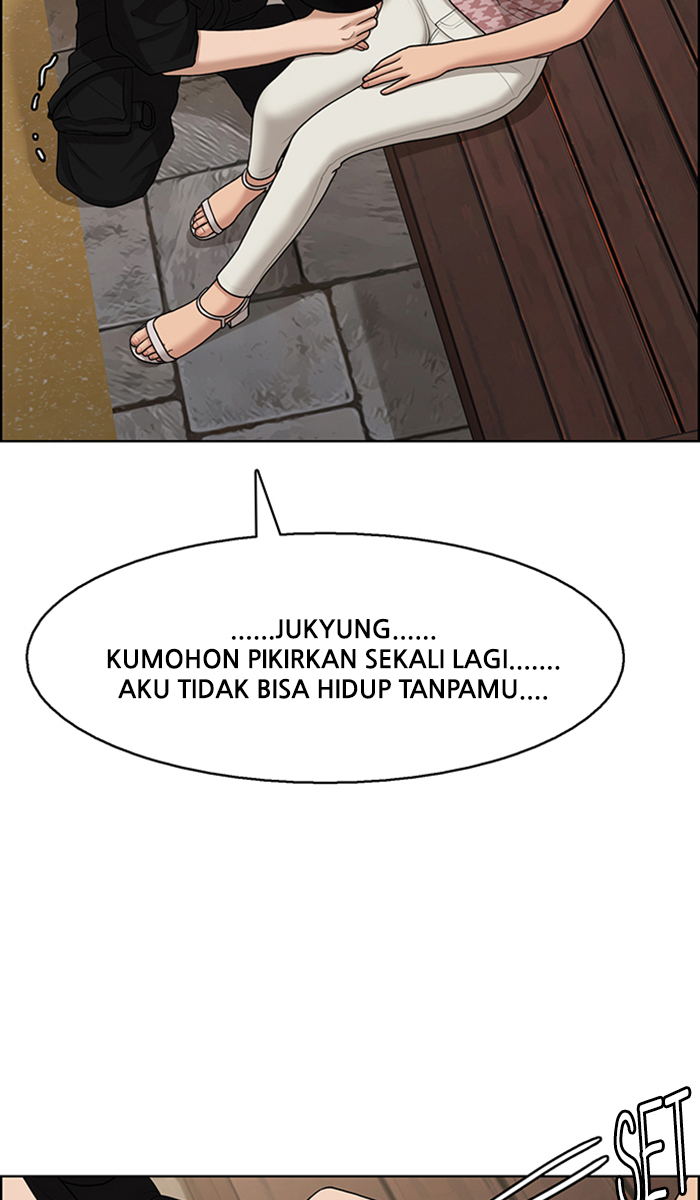 ......JUKYUNG......
KUMOHON PIKIRKAN SEKALI LAGI.......
AKU TIDAK BISA HIDUP TANPAMU....
SET